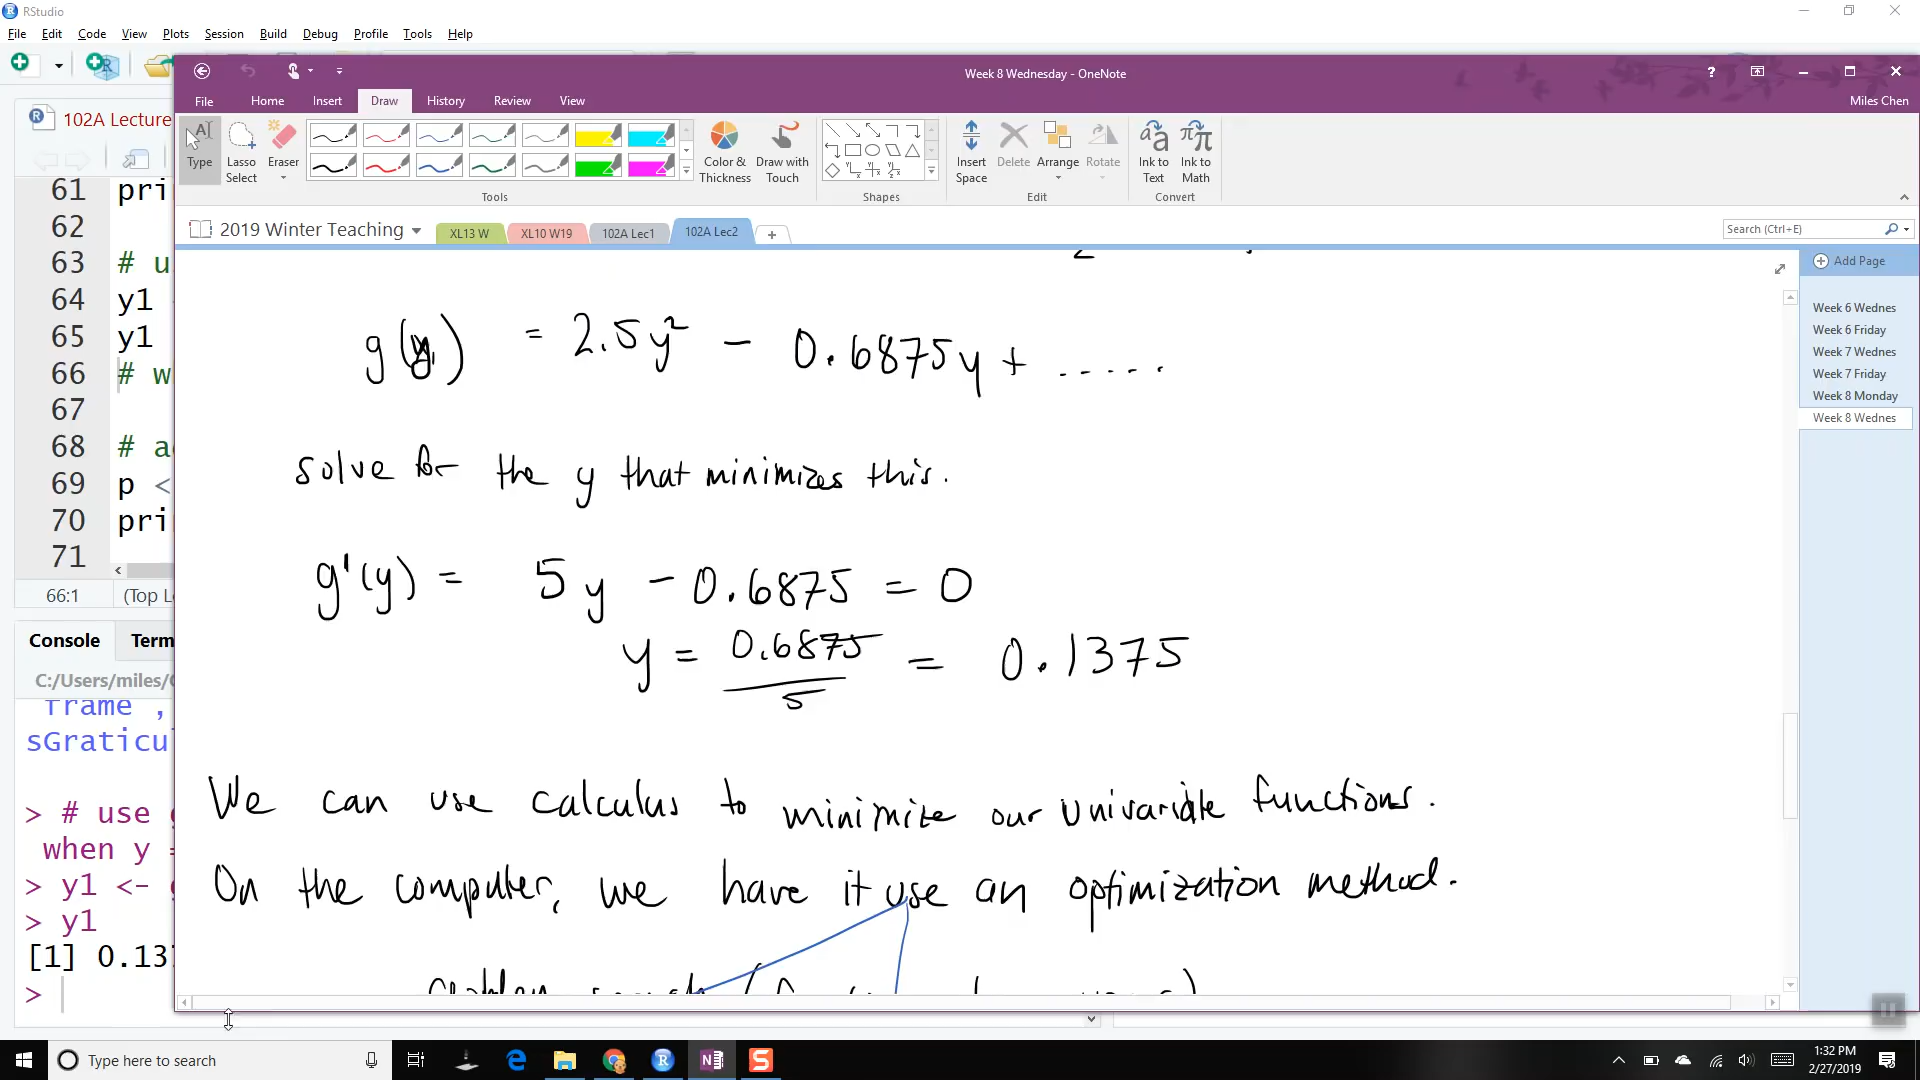 RStudio
File Edit Code View Plots Session Build Debug Profile Tools Help
Week 8 Wednesday - OneNote
Miles Chen
File Home Insert Draw History Review View
Type
Lasso Select
Eraser
Color & Thickness
Draw with Touch
Insert Space
Delete
Arrange
Rotate
Ink to Text
Ink to Math
Tools
Shapes
Edit
Convert
2019 Winter Teaching
XL13 W
XL10 W19
102A Lec1
102A Lec2
Search (Ctrl+E)
Add Page
Week 6 Wednes
Week 6 Friday
Week 7 Wednes
Week 7 Friday
Week 8 Monday
Week 8 Wednes
102A Lecture
61 pri
62
63 # u
64 y1
65 y1
66 # w
67
68 # a
69 p <
70 pri
71
66:1 (Top L
Console Term
C:/Users/miles/
frame ,
sGraticul
> # use
when y =
> y1 <-
> y1
[1] 0.13
>
g(y) = 2.5y² - 0.6875y + .....
solve for the y that minimizes this.
g'(y) = 5y - 0.6875 = 0
y = 0.6875 / 5 = 0.1375
We can use calculus to minimize our univariate functions.
On the computer, we have it use an optimization method.
Type here to search
1:32 PM
2/27/2019